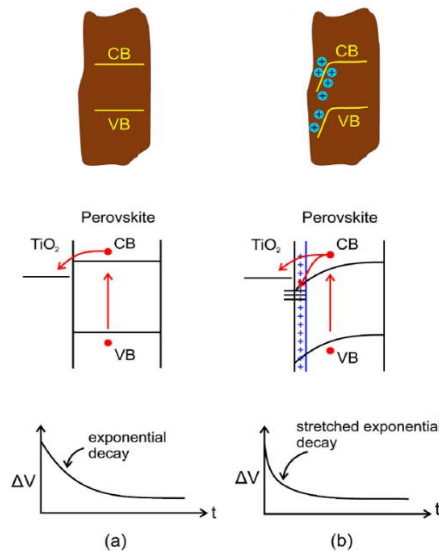 CB
VB
CB
VB
Perovskite
TiO₂
CB
VB
Perovskite
TiO₂
CB
VB
exponential
decay
ΔV
t
(a)
stretched exponential
decay
ΔV
t
(b)